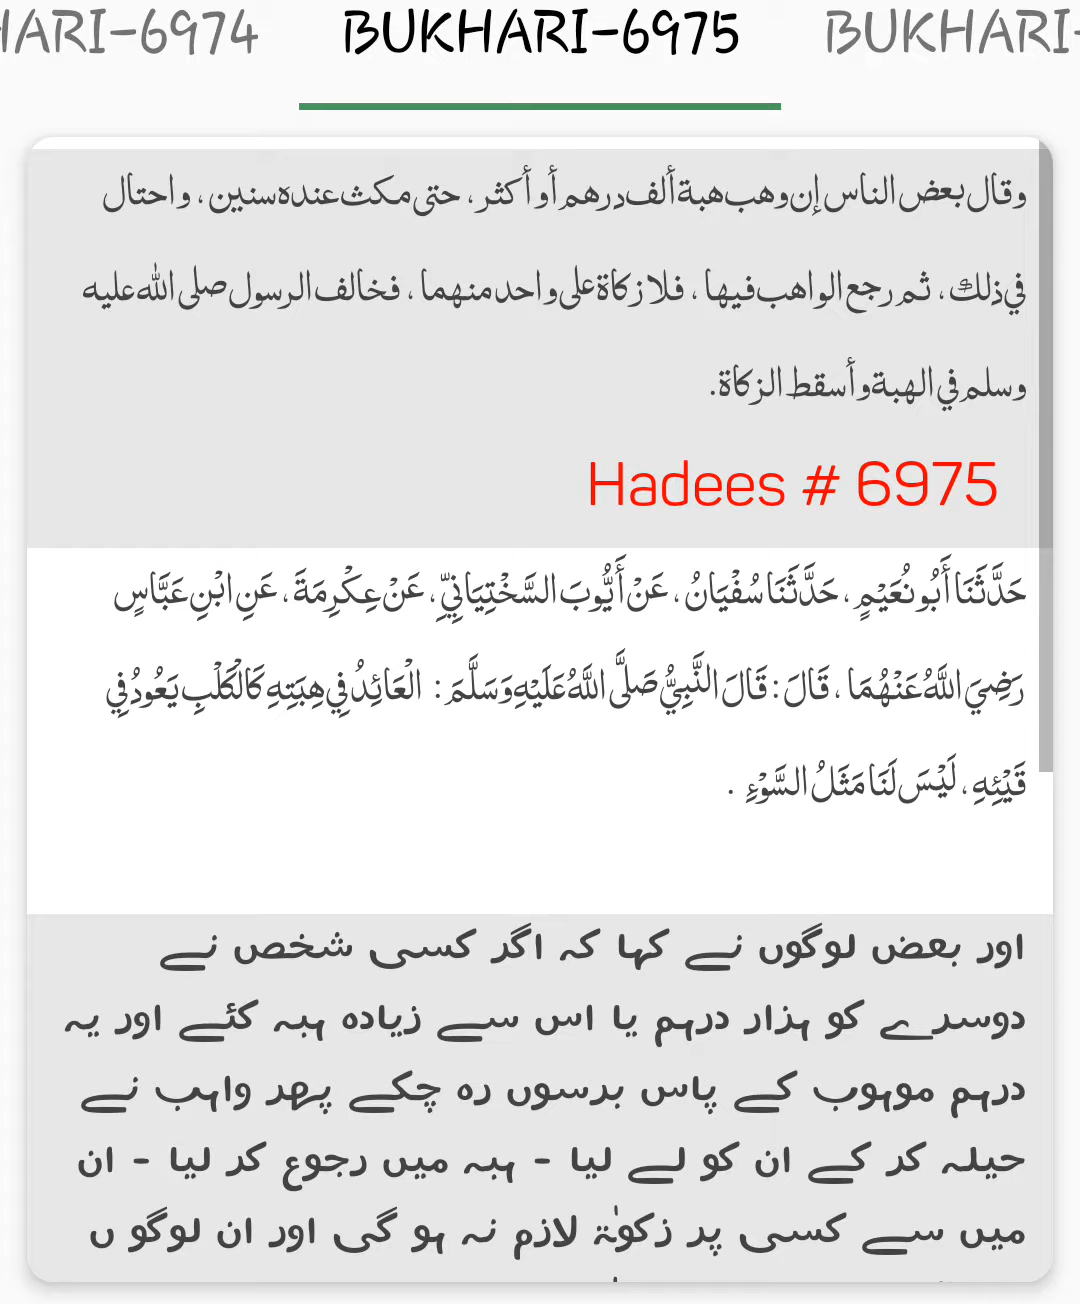 HARI-6974 BUKHARI-6975 BUKHARI-
وقال بعض الناس إن وهب هبة ألف درهم أو أكثر، حتى مكث عنده سنين، واحتال
في ذلك، ثم رجع الواهب فيها، فلا زكاة على واحد منهما، فخالف الرسول صلى الله عليه
وسلم في الهبة وأسقط الزكاة.
Hadees # 6975
حَدَّثَنَا أَبُو نُعَيْمٍ، حَدَّثَنَا سُفْيَانُ، عَنْ أَيُّوبَ السَّخْتِيَانِيِّ، عَنْ عِكْرِمَةَ، عَنِ ابْنِ عَبَّاسٍ
رَضِيَ اللَّهُ عَنْهُمَا، قَالَ: قَالَ النَّبِيُّ صَلَّى اللَّهُ عَلَيْهِ وَسَلَّمَ: الْعَائِدُ فِي هِبَتِهِ كَالْكَلْبِ يَعُودُ فِي
قَيْئِهِ، لَيْسَ لَنَا مَثَلُ السَّوْءِ .
اور بعض لوگوں نے کہا کہ اگر کسی شخص نے
دوسرے کو ہزار درہم یا اس سے زیادہ ہبہ کئے اور یہ
درہم موہوب کے پاس برسوں رہ چکے پھر واہب نے
حیلہ کر کے ان کو لے لیا - ہبہ میں رجوع کر لیا - ان
میں سے کسی پر زکوٰۃ لازم نہ ہو گی اور ان لوگو ں